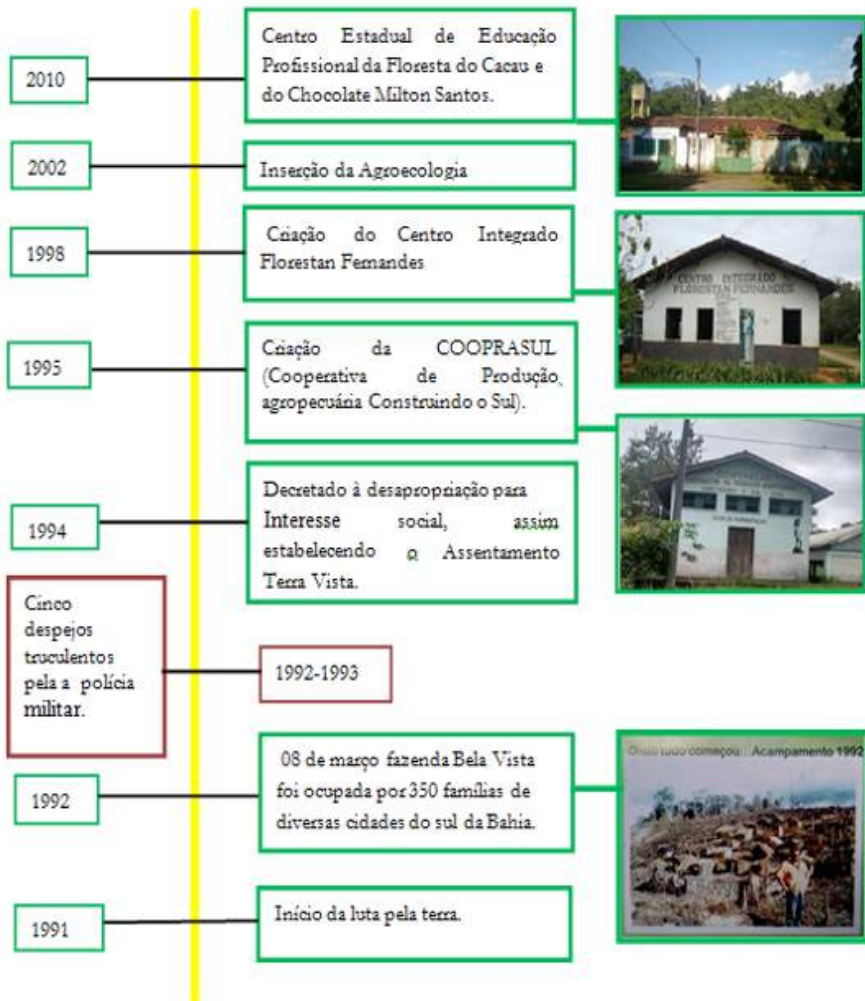 2010
Centro Estadual de Educação
Profissional da Floresta do Cacau e
do Chocolate Milton Santos.
2002
Inserção da Agroecologia
1998
Criação do Centro Integrado
Florestan Fernandes
CENTRO INTEGRADO
FLORESTAN FERNANDES
1995
Criação da COOPRASUL
(Cooperativa de Produção,
agropecuária Construindo o Sul).
1994
Decretado à desapropriação para
Interesse social, assim
estabelecendo o Assentamento
Terra Vista.
Cinco
despejos
truculentos
pela a polícia
militar.
1992-1993
1992
08 de março fazenda Bela Vista
foi ocupada por 350 famílias de
diversas cidades do sul da Bahia.
Onde tudo começou : Acampamento 1992
1991
Início da luta pela terra.